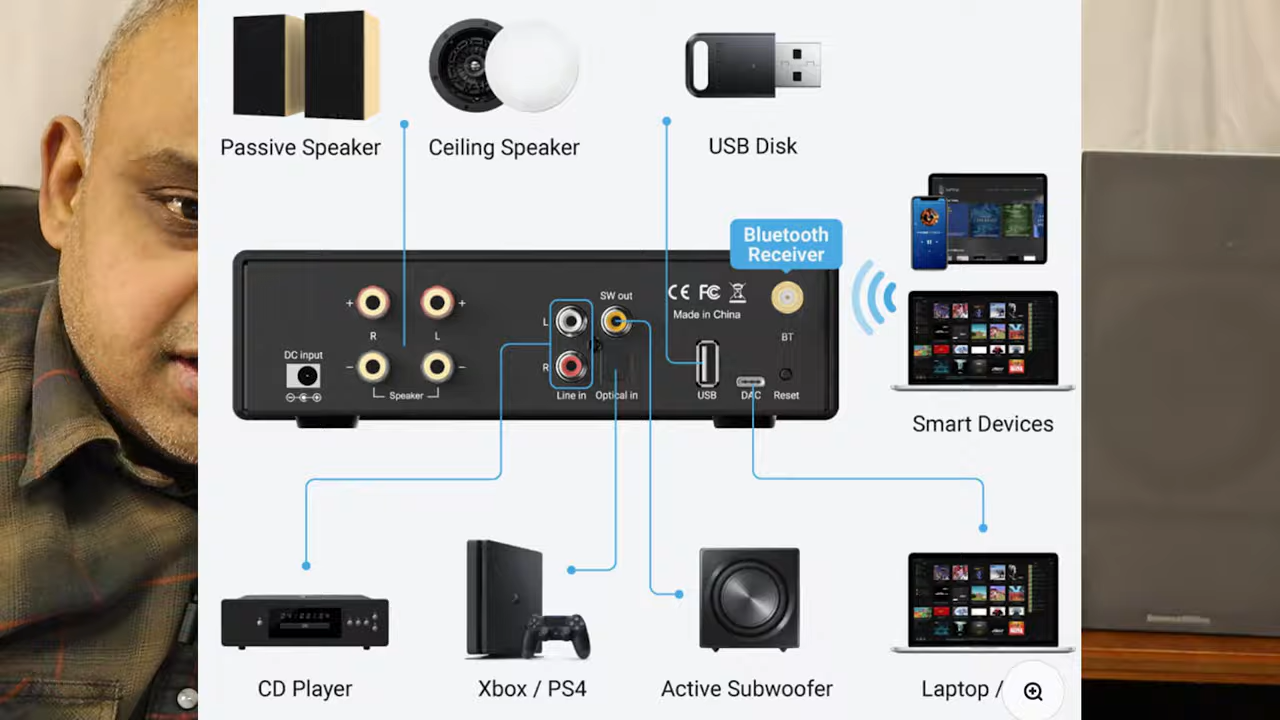 Passive Speaker
Ceiling Speaker
USB Disk
Bluetooth
Receiver
SW out
CE FC
Made in China
+
+
R
L
L
BT
DC input
−
−
R
Speaker
Line in
Optical in
USB
DAC
Reset
Smart Devices
CD Player
Xbox / PS4
Active Subwoofer
Laptop /